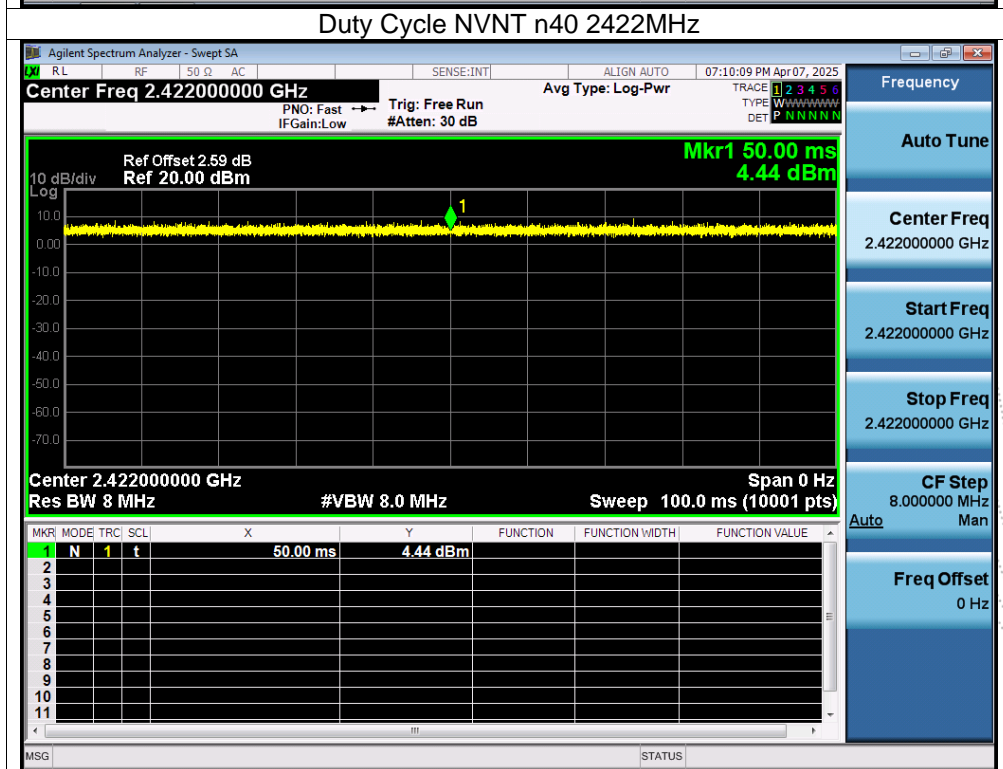 Duty Cycle NVNT n40 2422MHz
Agilent Spectrum Analyzer - Swept SA
LXI RL RF 50 Ω AC SENSE:INT ALIGN AUTO 07:10:09 PM Apr 07, 2025
Center Freq 2.422000000 GHz
PNO: Fast
IFGain:Low
Trig: Free Run
#Atten: 30 dB
Avg Type: Log-Pwr
TRACE 1 2 3 4 5 6
TYPE WWWWWW
DET P N N N N N
Frequency
Auto Tune
Center Freq
2.422000000 GHz
Start Freq
2.422000000 GHz
Stop Freq
2.422000000 GHz
CF Step
8.000000 MHz
Auto Man
Freq Offset
0 Hz
Mkr1 50.00 ms
4.44 dBm
Ref Offset 2.59 dB
10 dB/div Ref 20.00 dBm
Log
1
10.0
0.00
-10.0
-20.0
-30.0
-40.0
-50.0
-60.0
-70.0
Center 2.422000000 GHz Span 0 Hz
Res BW 8 MHz #VBW 8.0 MHz Sweep 100.0 ms (10001 pts)
MKR MODE TRC SCL X Y FUNCTION FUNCTION WIDTH FUNCTION VALUE
1 N 1 t 50.00 ms 4.44 dBm
2
3
4
5
6
7
8
9
10
11
MSG STATUS